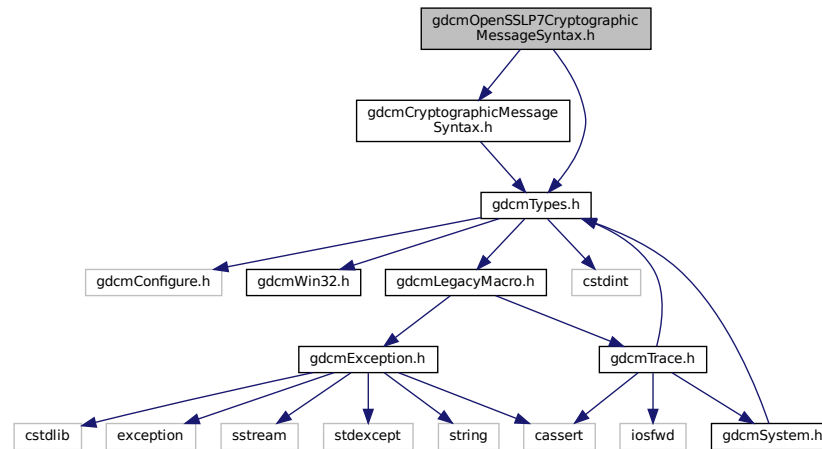 gdcmOpenSSLP7Cryptographic
MessageSyntax.h
gdcmCryptographicMessage
Syntax.h
gdcmTypes.h
gdcmConfigure.h
gdcmWin32.h
gdcmLegacyMacro.h
cstdint
gdcmException.h
gdcmTrace.h
cstdlib
exception
sstream
stdexcept
string
cassert
iosfwd
gdcmSystem.h